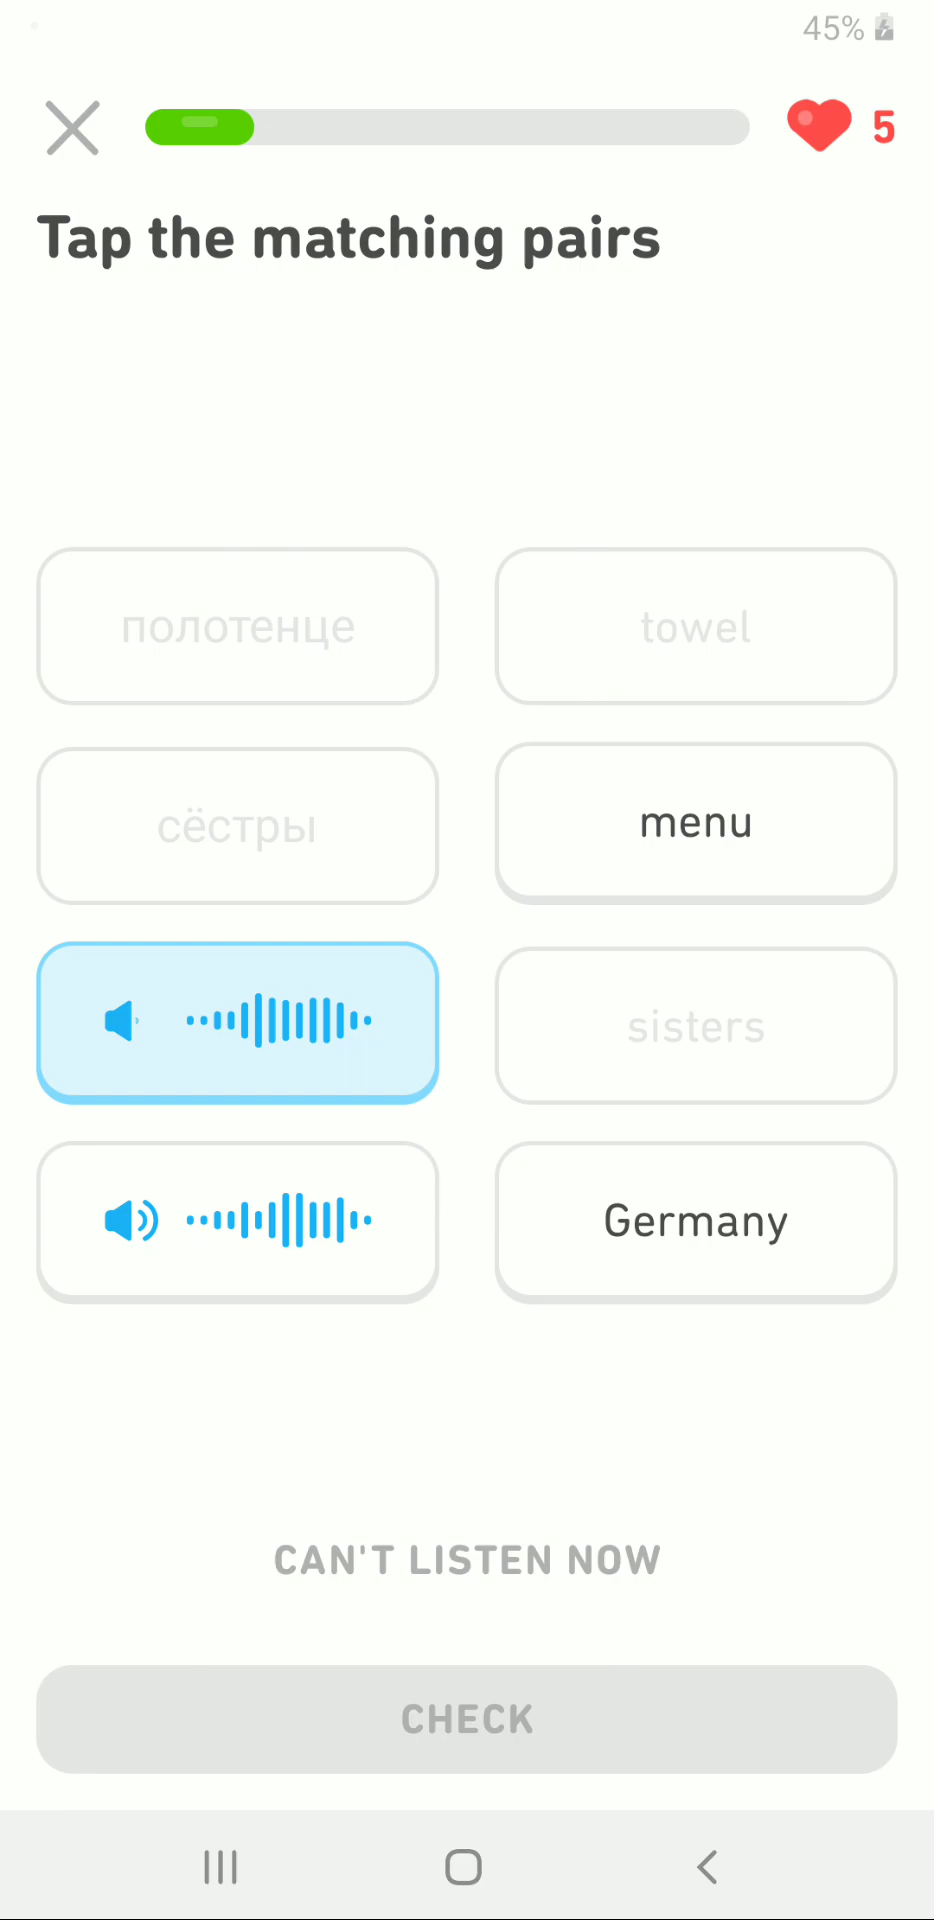 45%
5
Tap the matching pairs
полотенце
towel
сёстры
menu
sisters
Germany
CAN'T LISTEN NOW
CHECK